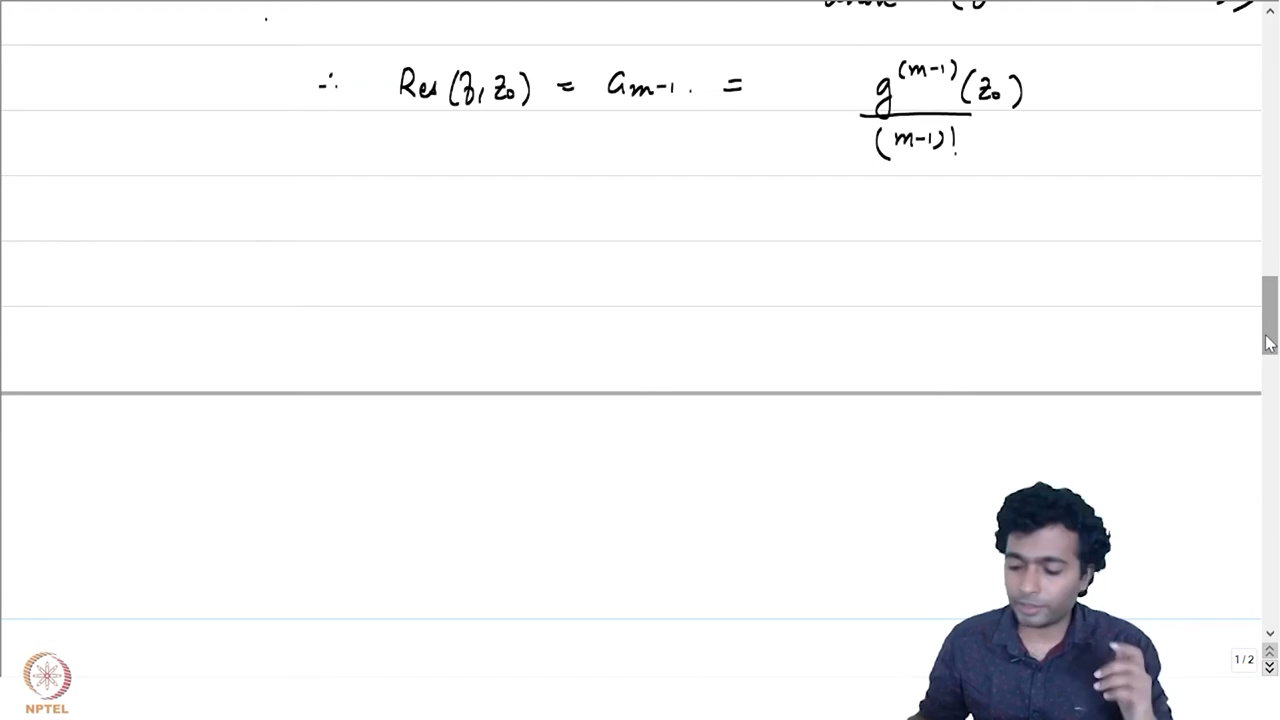 ∴ Res(f, z₀) = a_{m-1}. = g^{(m-1)}(z₀) / (m-1)!
1 / 2
NPTEL